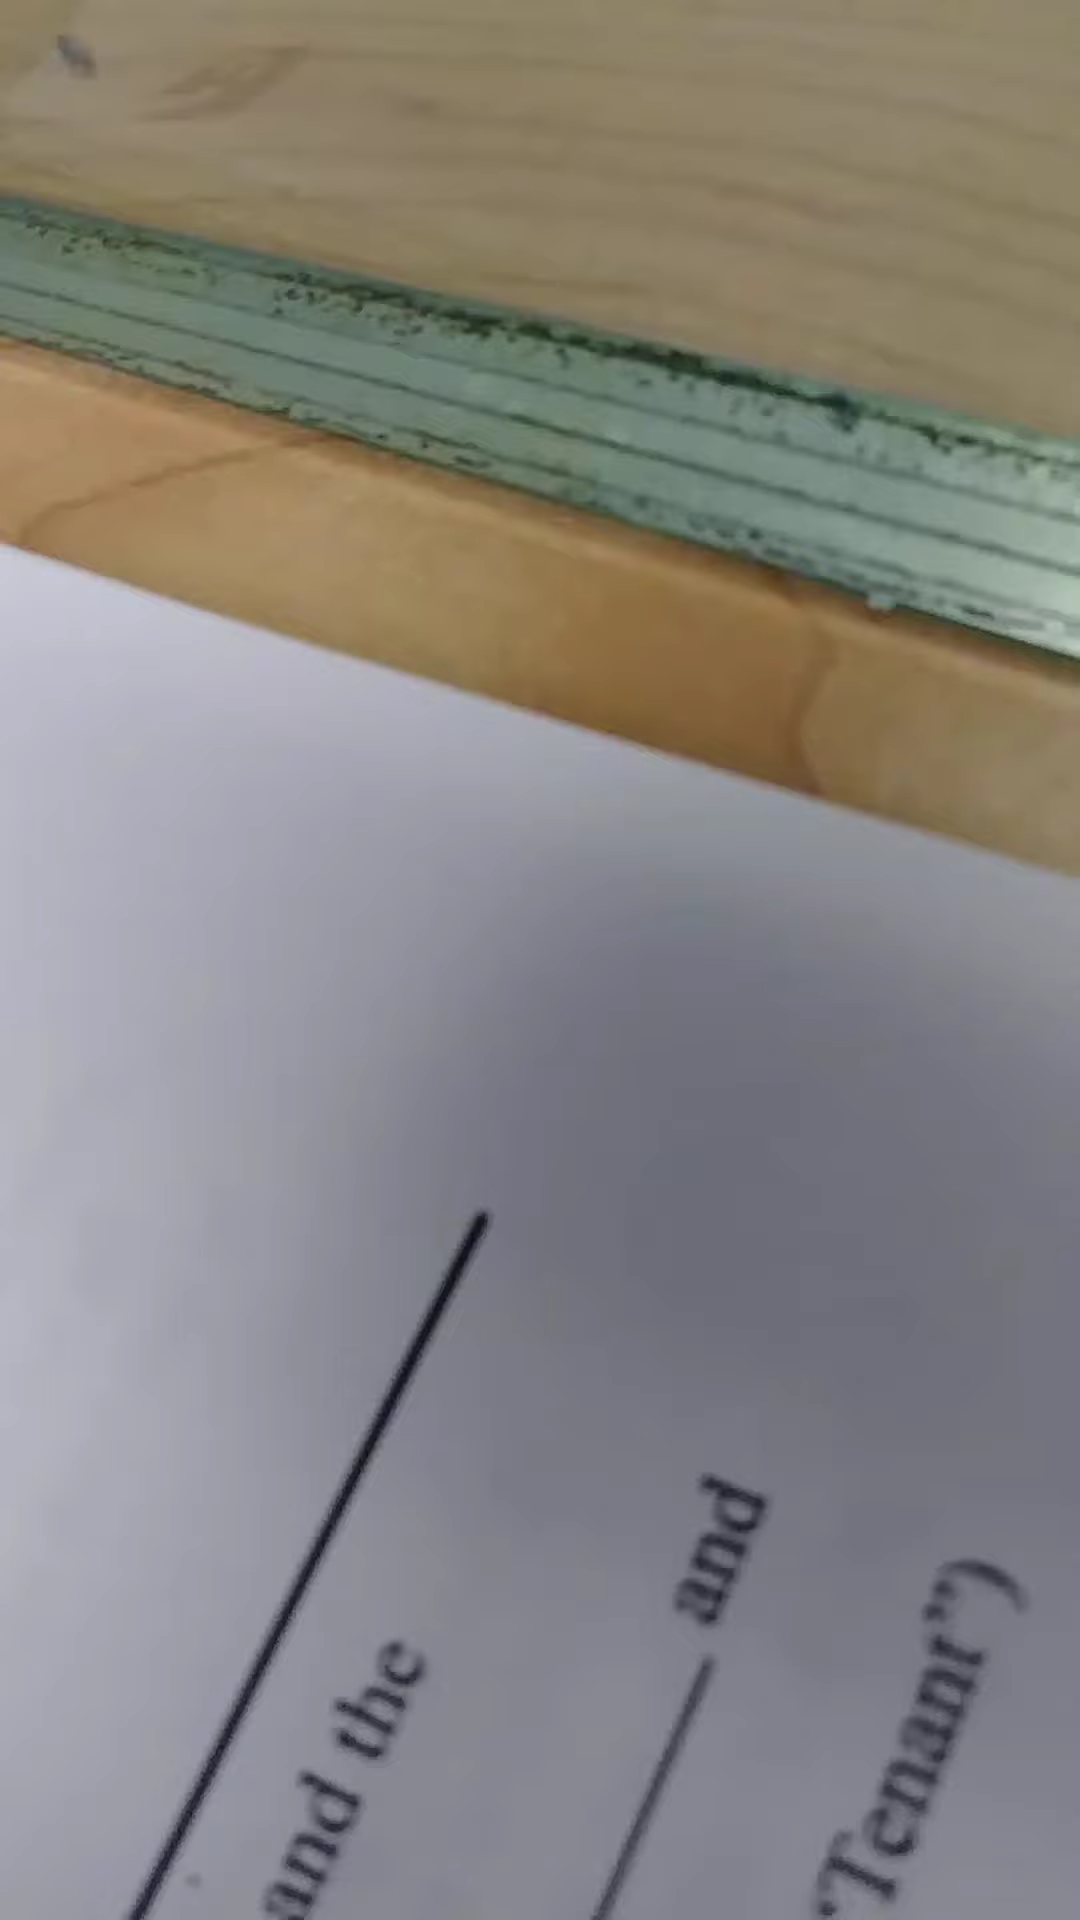 and the
and
“Tenant”)